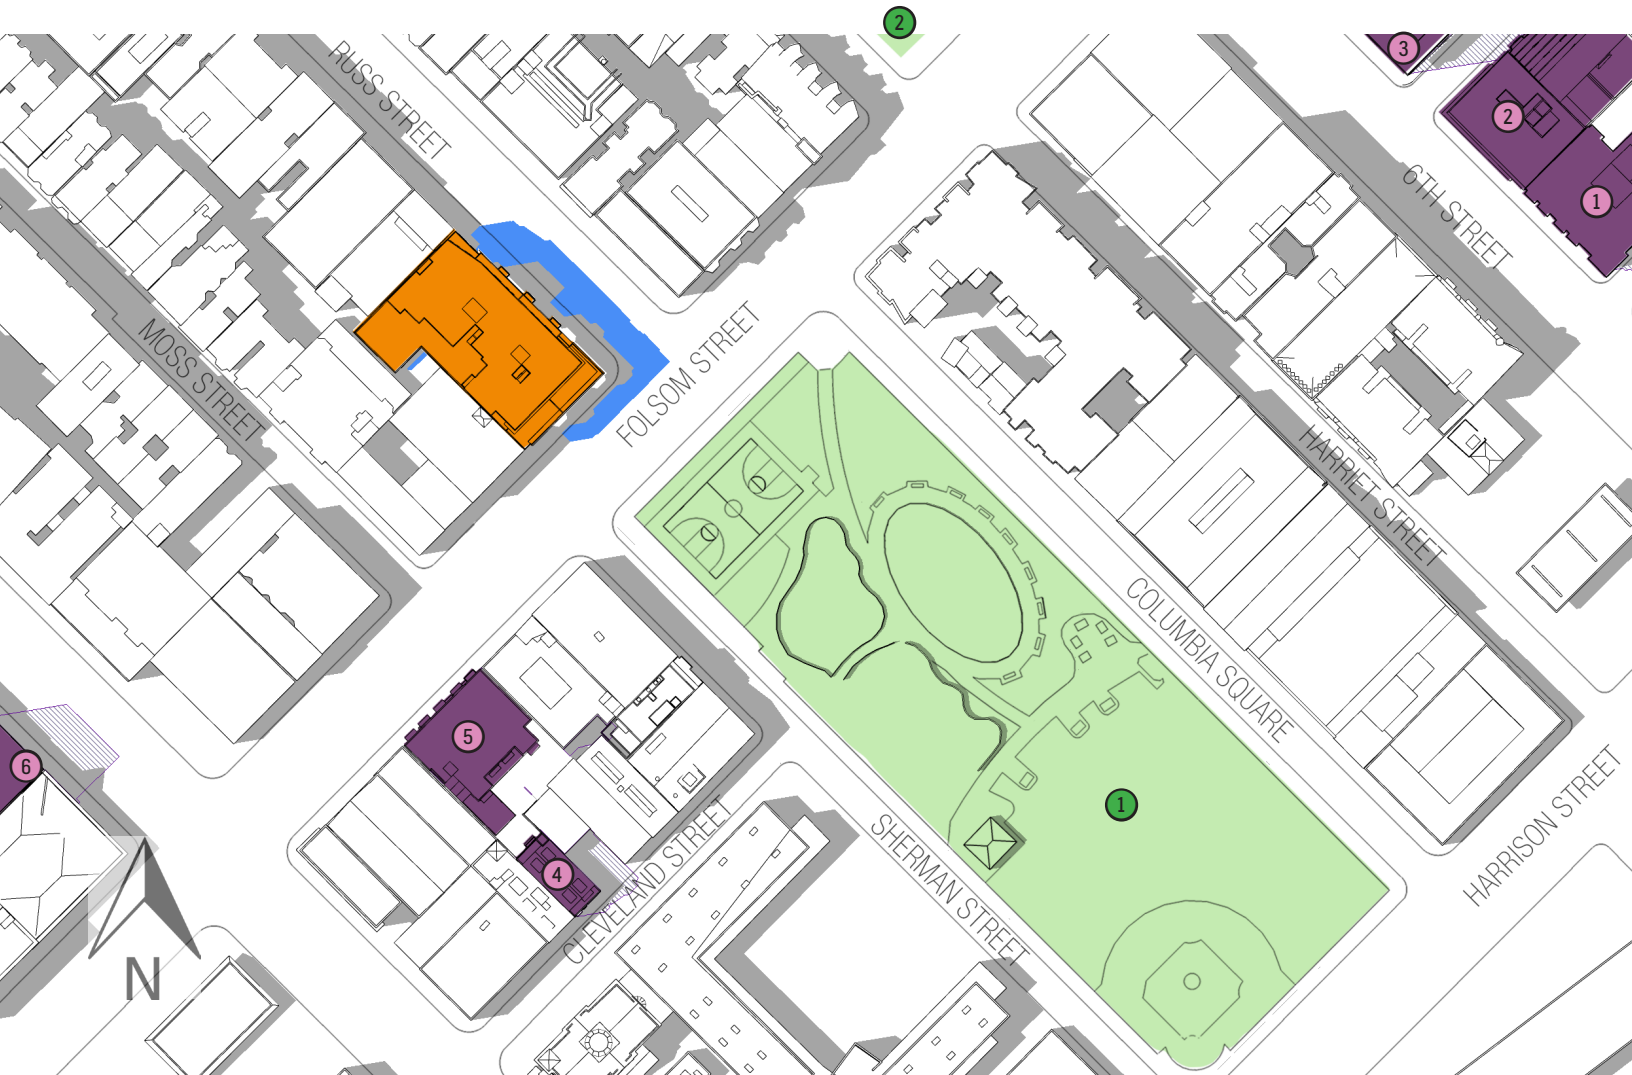 2
RUSS STREET
3
2
6TH STREET
1
MOSS STREET
FOLSOM STREET
HARRIET STREET
COLUMBIA SQUARE
5
6
1
HARRISON STREET
SHERMAN STREET
CLEVELAND STREET
4
N